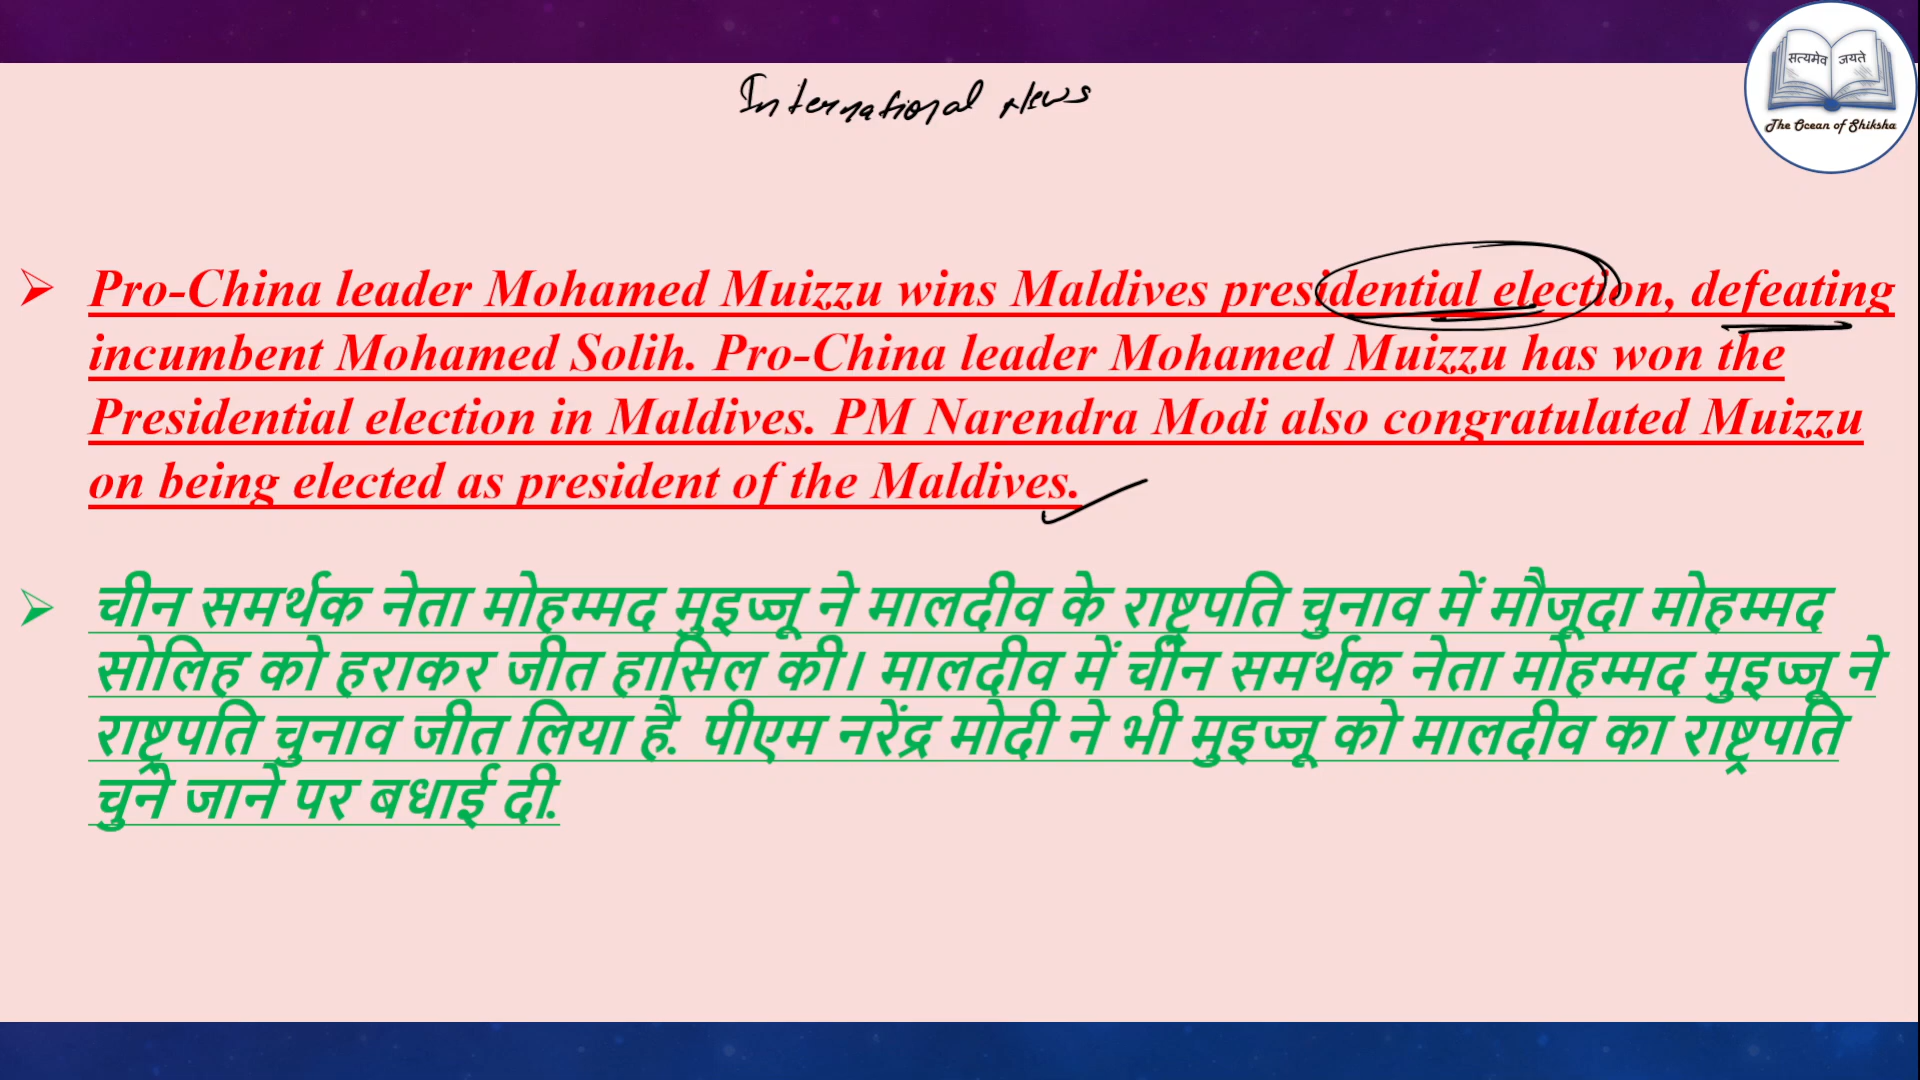 International News
सत्यमेव जयते
The Ocean of Shiksha
Pro-China leader Mohamed Muizzu wins Maldives presidential election, defeating
incumbent Mohamed Solih. Pro-China leader Mohamed Muizzu has won the
Presidential election in Maldives. PM Narendra Modi also congratulated Muizzu
on being elected as president of the Maldives.
चीन समर्थक नेता मोहम्मद मुइज्जू ने मालदीव के राष्ट्रपति चुनाव में मौजूदा मोहम्मद
सोलिह को हराकर जीत हासिल की। मालदीव में चीन समर्थक नेता मोहम्मद मुइज्जू ने
राष्ट्रपति चुनाव जीत लिया है. पीएम नरेंद्र मोदी ने भी मुइज्जू को मालदीव का राष्ट्रपति
चुने जाने पर बधाई दी.